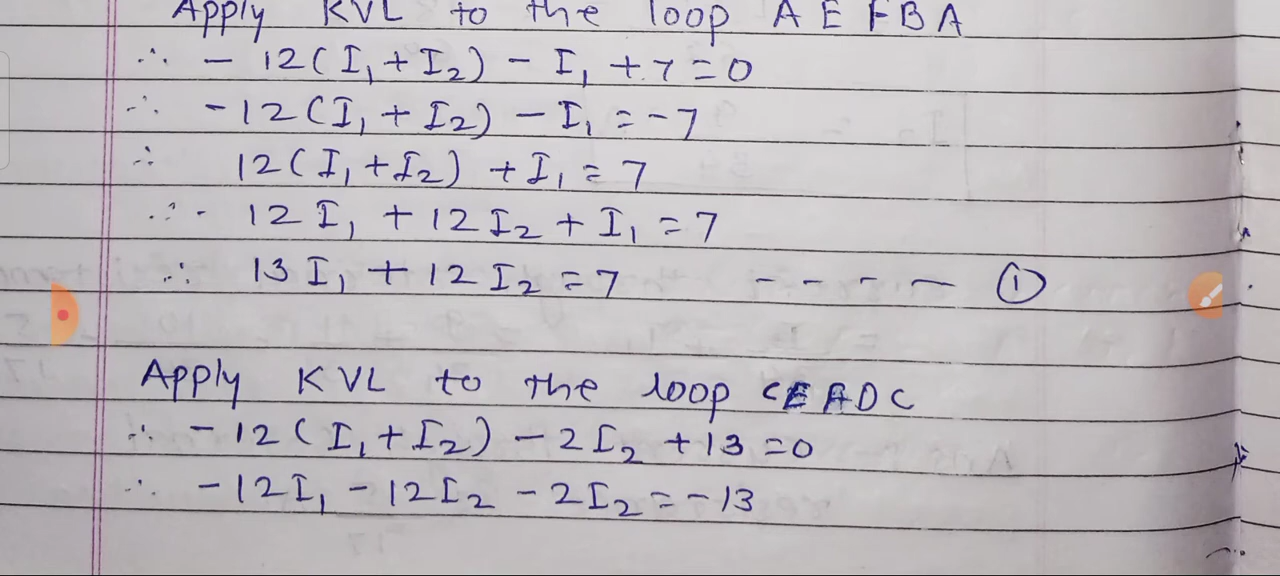 Apply KVL to the loop A E F B A
∴ - 12(I₁+I₂) - I₁ +7=0
∴ -12(I₁+I₂) -I₁=-7
∴ 12(I₁+I₂) +I₁=7
∴ 12I₁ +12I₂+I₁=7
∴ 13I₁+12I₂=7 ---- ①
Apply KVL to the loop CEADC
∴ -12(I₁+I₂)-2I₂+13=0
∴ -12I₁-12I₂-2I₂=-13